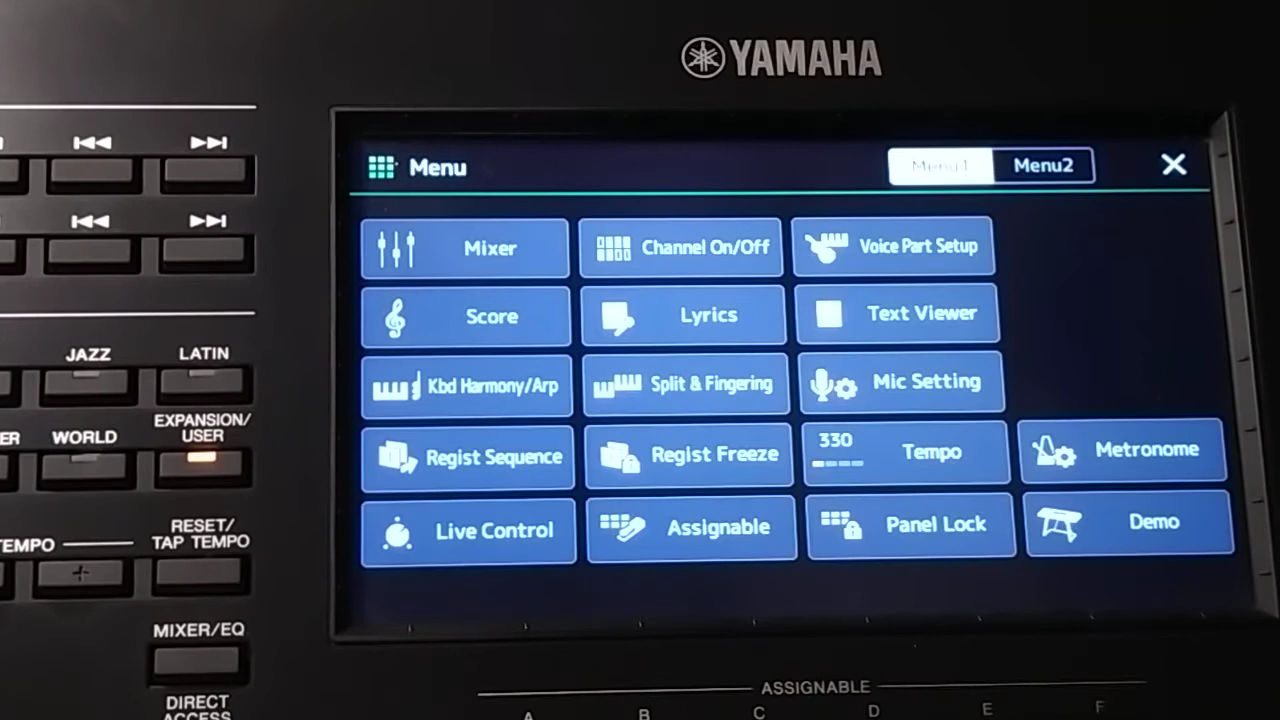 YAMAHA
Menu
Menu1
Menu2
Mixer
Channel On/Off
Voice Part Setup
Score
Lyrics
Text Viewer
Kbd Harmony/Arp
Split & Fingering
Mic Setting
Regist Sequence
Regist Freeze
330
Tempo
Metronome
Live Control
Assignable
Panel Lock
Demo
JAZZ
LATIN
WORLD
EXPANSION/
USER
TEMPO
RESET/
TAP TEMPO
MIXER/EQ
DIRECT
ACCESS
ASSIGNABLE
A B C D E F